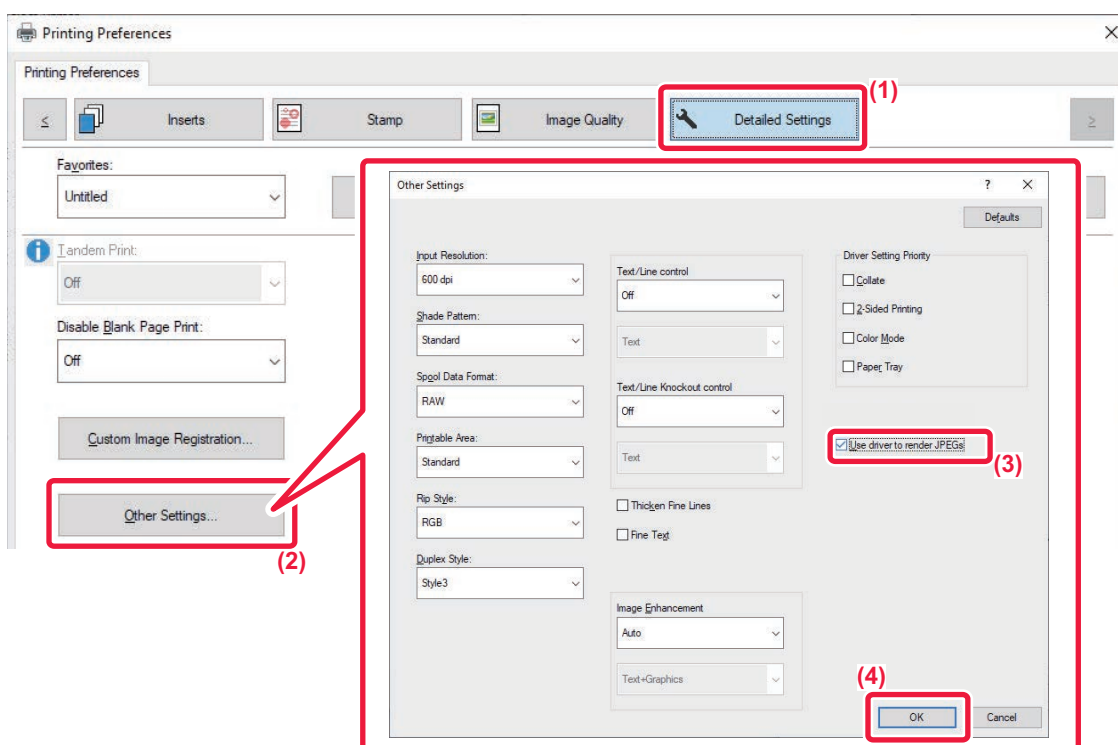 Printing Preferences
Printing Preferences
(1)
<
Inserts
Stamp
Image Quality
Detailed Settings
>
Favorites:
Untitled
Tandem Print:
Off
Disable Blank Page Print:
Off
Custom Image Registration...
Other Settings...
(2)
Other Settings
?
Defaults
Input Resolution:
600 dpi
Shade Pattern:
Standard
Spool Data Format:
RAW
Printable Area:
Standard
Rip Style:
RGB
Duplex Style:
Style3
Text/Line control
Off
Text
Text/Line Knockout control
Off
Text
Thicken Fine Lines
Fine Text
Image Enhancement
Auto
Text+Graphics
Driver Setting Priority
Collate
2-Sided Printing
Color Mode
Paper Tray
Use driver to render JPEGs
(3)
(4)
OK
Cancel